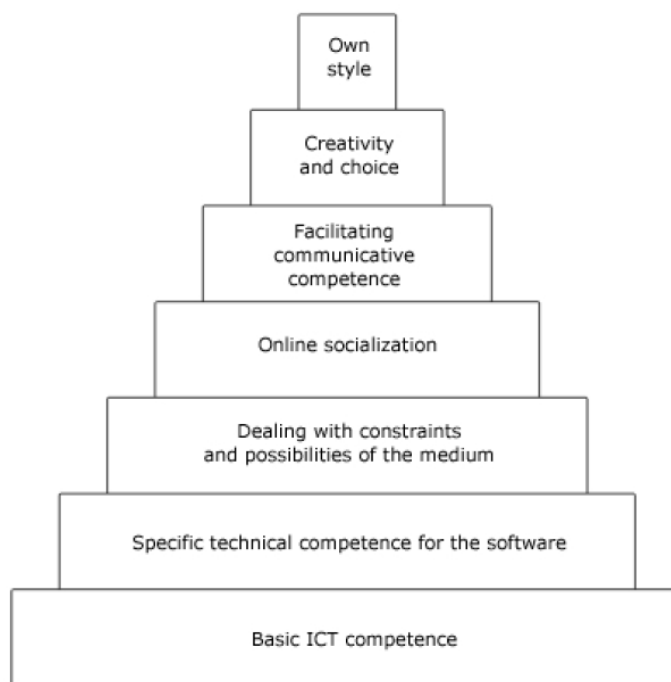 Own
style
Creativity
and choice
Facilitating
communicative
competence
Online socialization
Dealing with constraints
and possibilities of the medium
Specific technical competence for the software
Basic ICT competence